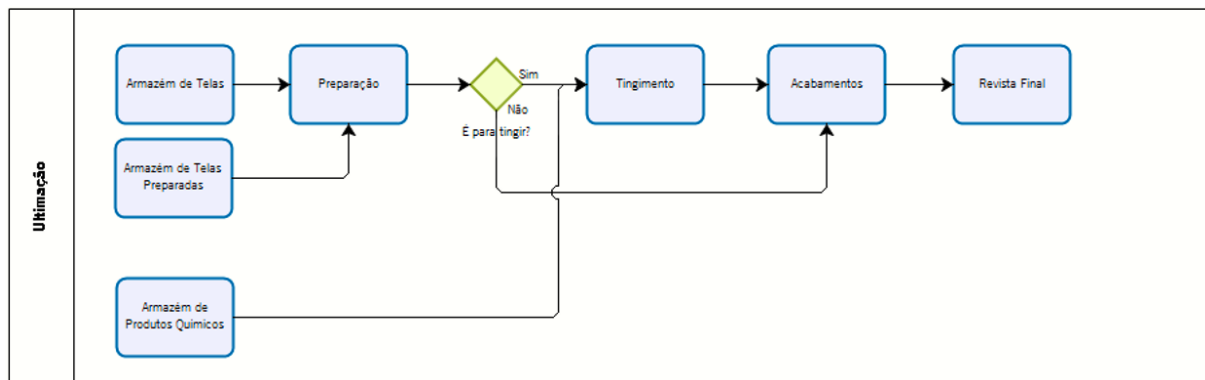 Ultimação
Armazém de Telas
Preparação
Sim
Não
É para tingir?
Tingimento
Acabamentos
Revista Final
Armazém de Telas
Preparadas
Armazém de
Produtos Quimicos